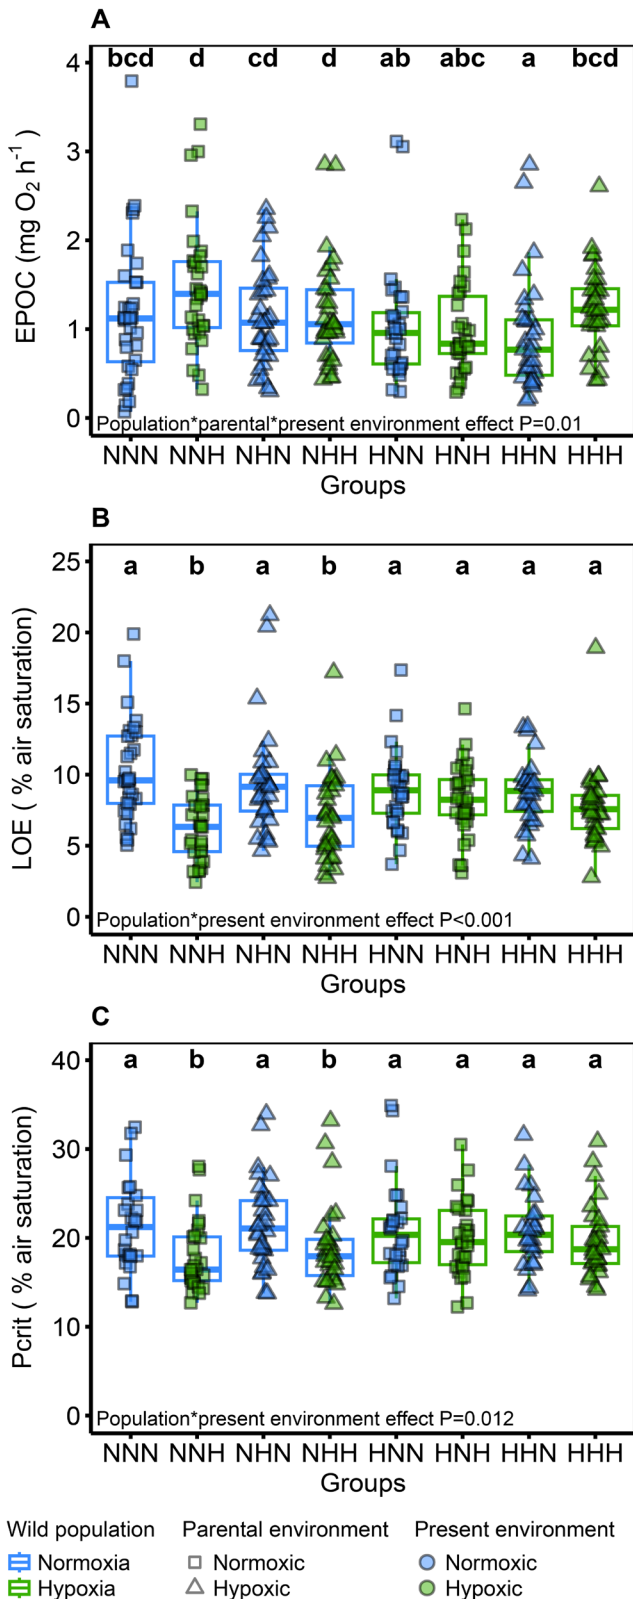 A
bcd d cd d ab abc a bcd
4
3
2
1
0
EPOC (mg O₂ h⁻¹)
Population*parental*present environment effect P=0.01
NNN NNH NHN NHH HNN HNH HHN HHH
Groups
B
a b a b a a a a
25
20
15
10
5
0
LOE ( % air saturation)
Population*present environment effect P<0.001
NNN NNH NHN NHH HNN HNH HHN HHH
Groups
C
a b a b a a a a
40
30
20
10
0
Pcrit ( % air saturation)
Population*present environment effect P=0.012
NNN NNH NHN NHH HNN HNH HHN HHH
Groups
Wild population Parental environment Present environment
Normoxia Normoxic Normoxic
Hypoxia Hypoxic Hypoxic